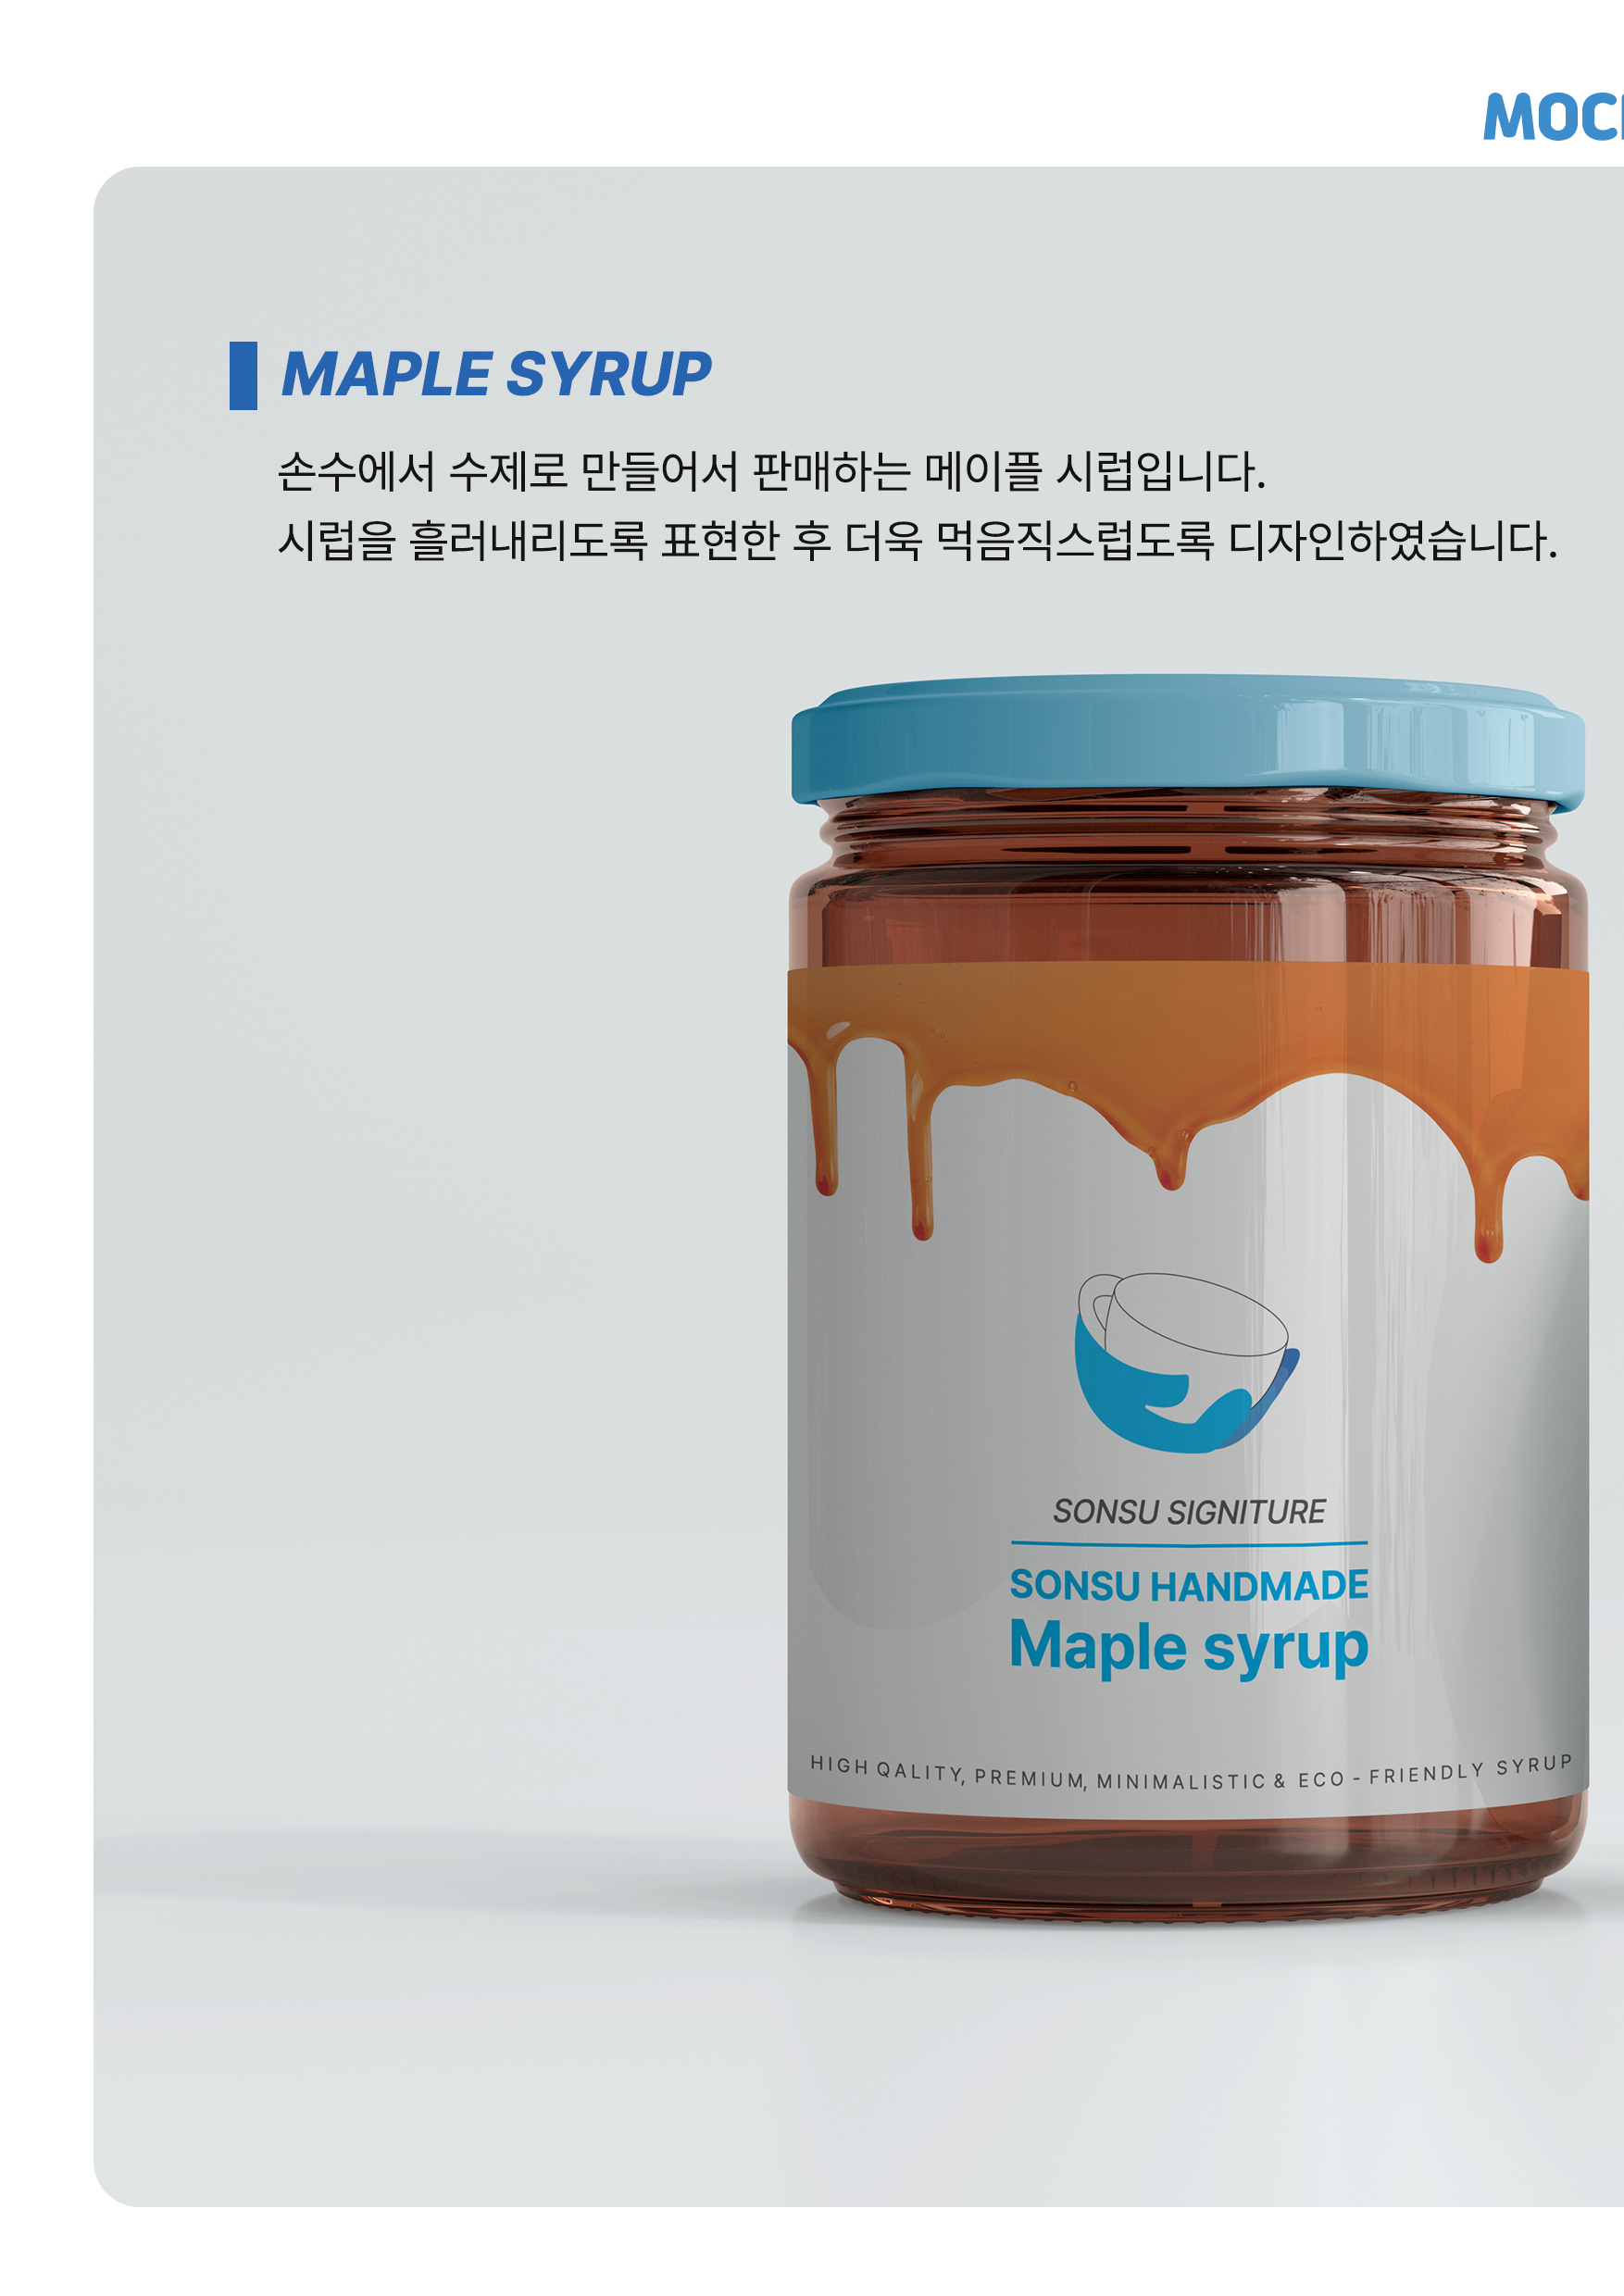 MAPLE SYRUP
손수에서 수제로 만들어서 판매하는 메이플 시럽입니다.
시럽을 흘러내리도록 표현한 후 더욱 먹음직스럽도록 디자인하였습니다.
SONSU SIGNITURE
SONSU HANDMADE
Maple syrup
HIGH QALITY, PREMIUM, MINIMALISTIC & ECO - FRIENDLY SYRUP